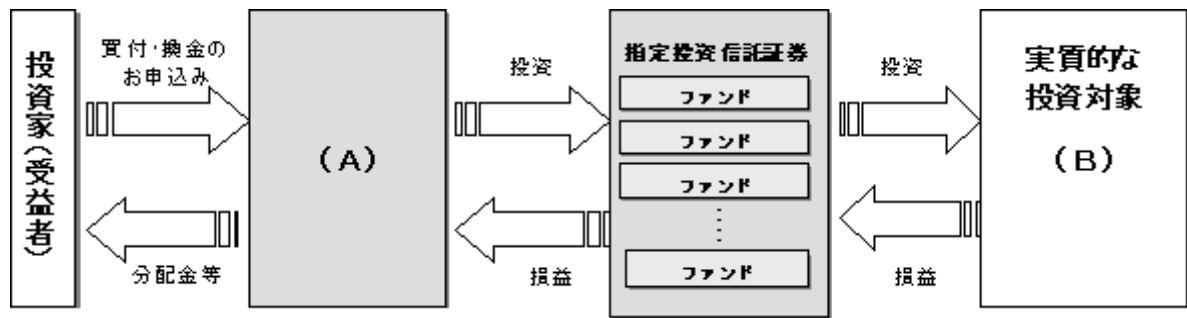 投資家(受益者)
買付・換金の
お申込み
分配金等
(A)
投資
損益
指定投資信託証券
ファンド
ファンド
ファンド
ファンド
投資
損益
実質的な
投資対象
(B)